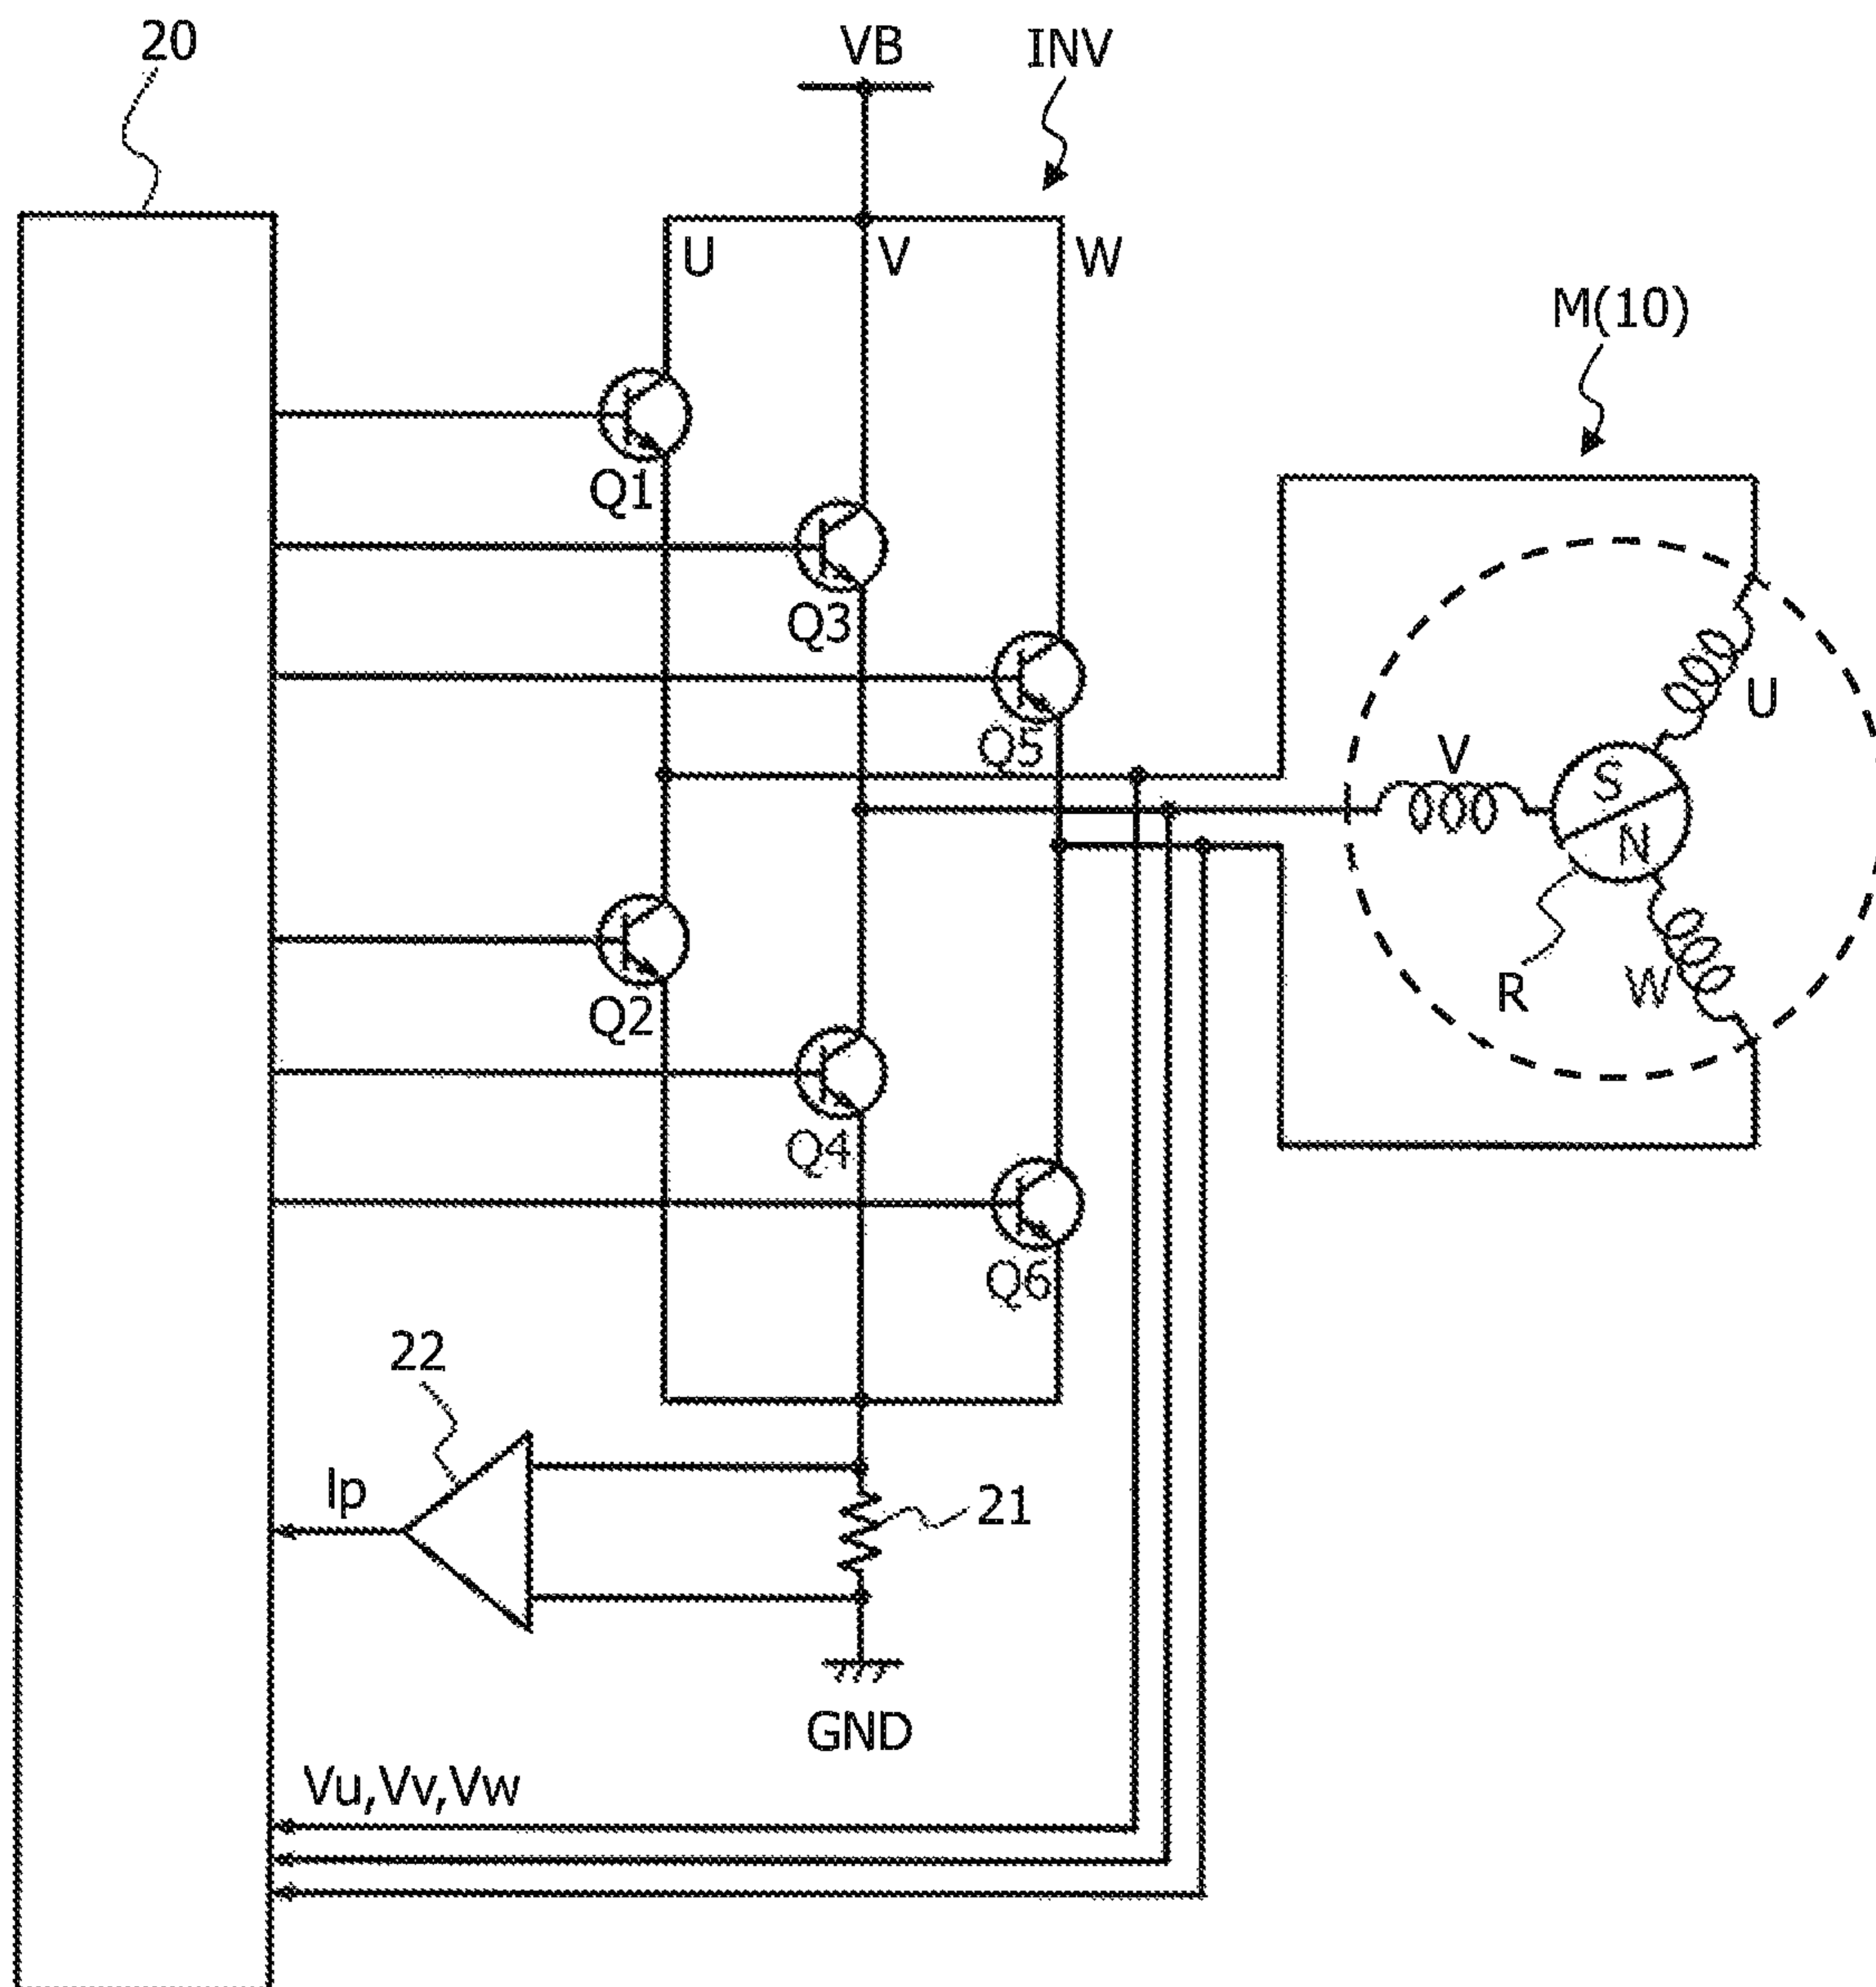 20
VB
INV
U
V
W
M(10)
Q1
Q3
Q5
U
V
S
N
R
W
Q2
Q4
Q6
22
Ip
21
GND
Vu,Vv,Vw